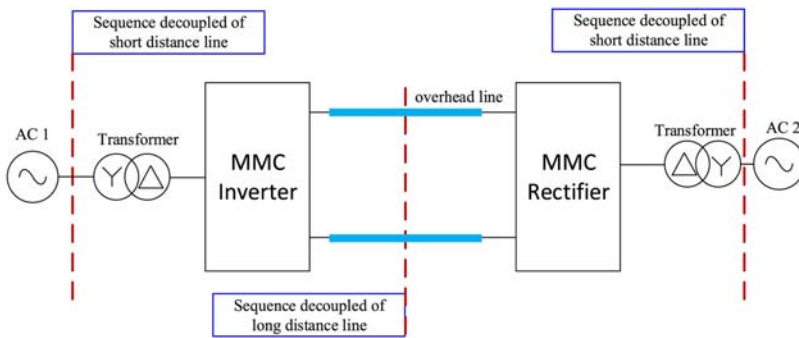 Sequence decoupled of
short distance line
Sequence decoupled of
short distance line
overhead line
AC 1
Transformer
MMC
Inverter
MMC
Rectifier
Transformer
AC 2
Sequence decoupled of
long distance line